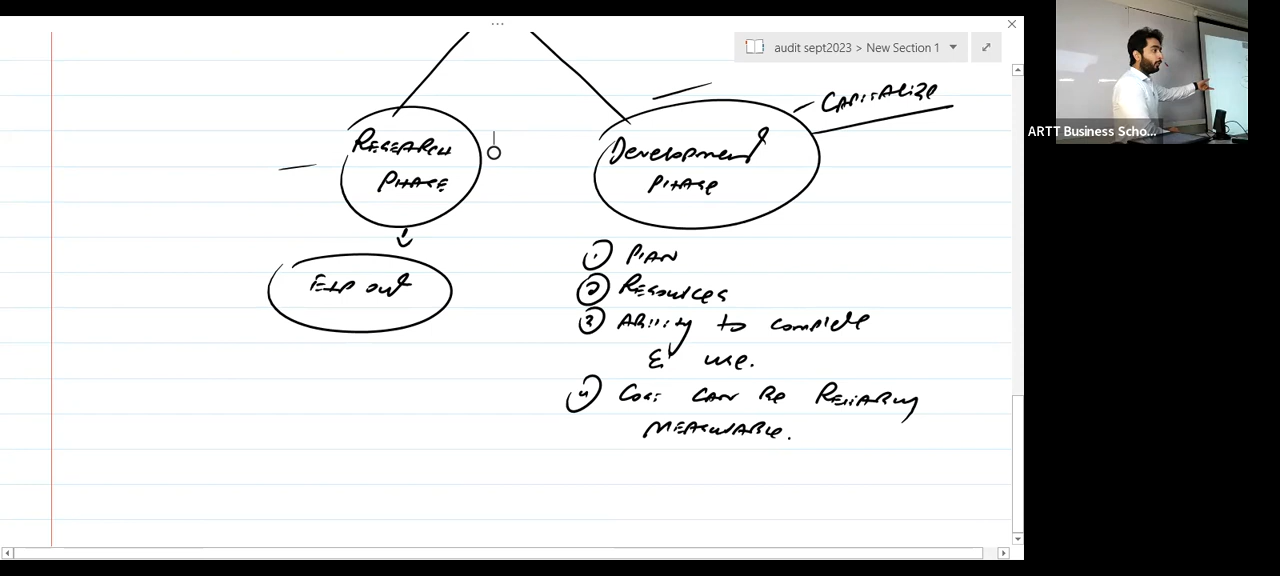 audit sept2023 > New Section 1
CAPITALIZE
ARTT Business Scho...
RESEARCH
PHASE
Development
PHASE
EXP OUT
① PLAN
② RESOURCES
③ ABILITY to complete
& use.
④ COST CAN BE RELIABLY
MEASURABLE.